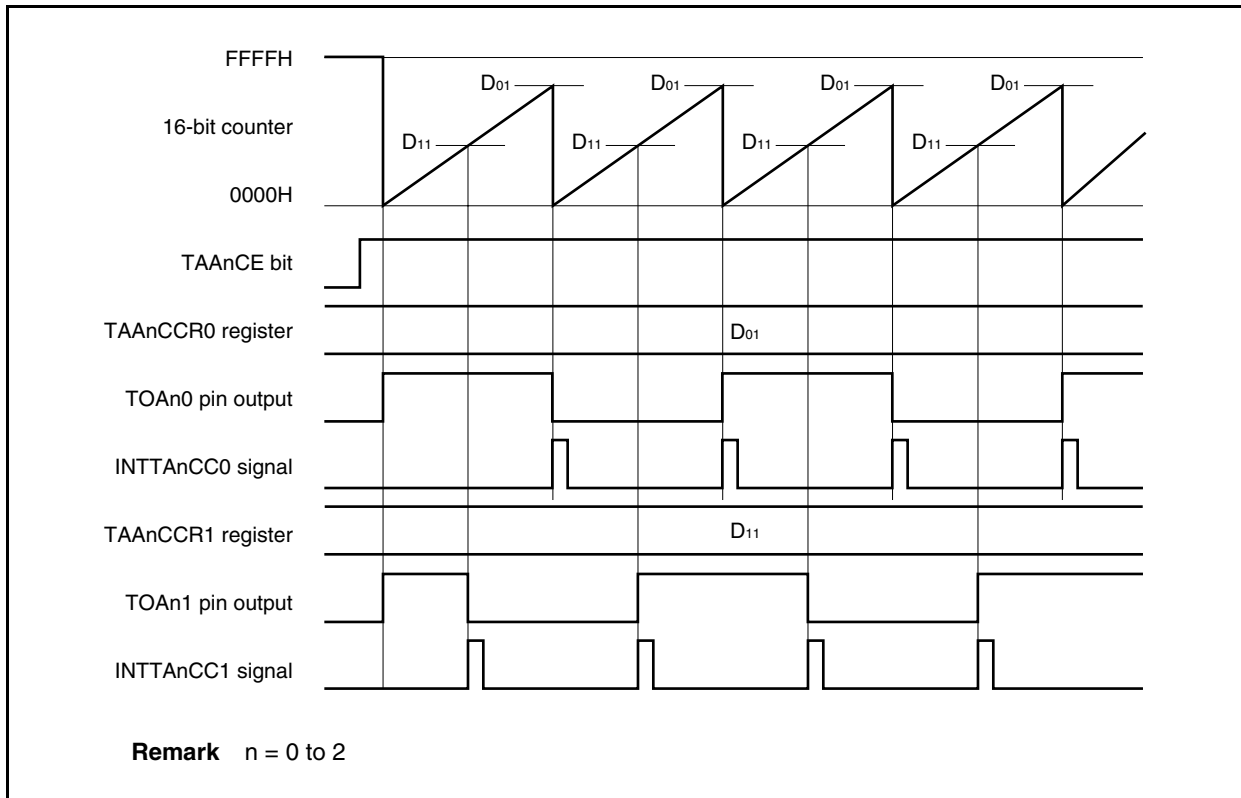 FFFFH
D01 D01 D01 D01
16-bit counter
D11 D11 D11 D11
0000H
TAAnCE bit
TAAnCCR0 register D01
TOAn0 pin output
INTTAnCC0 signal
TAAnCCR1 register D11
TOAn1 pin output
INTTAnCC1 signal
Remark n = 0 to 2